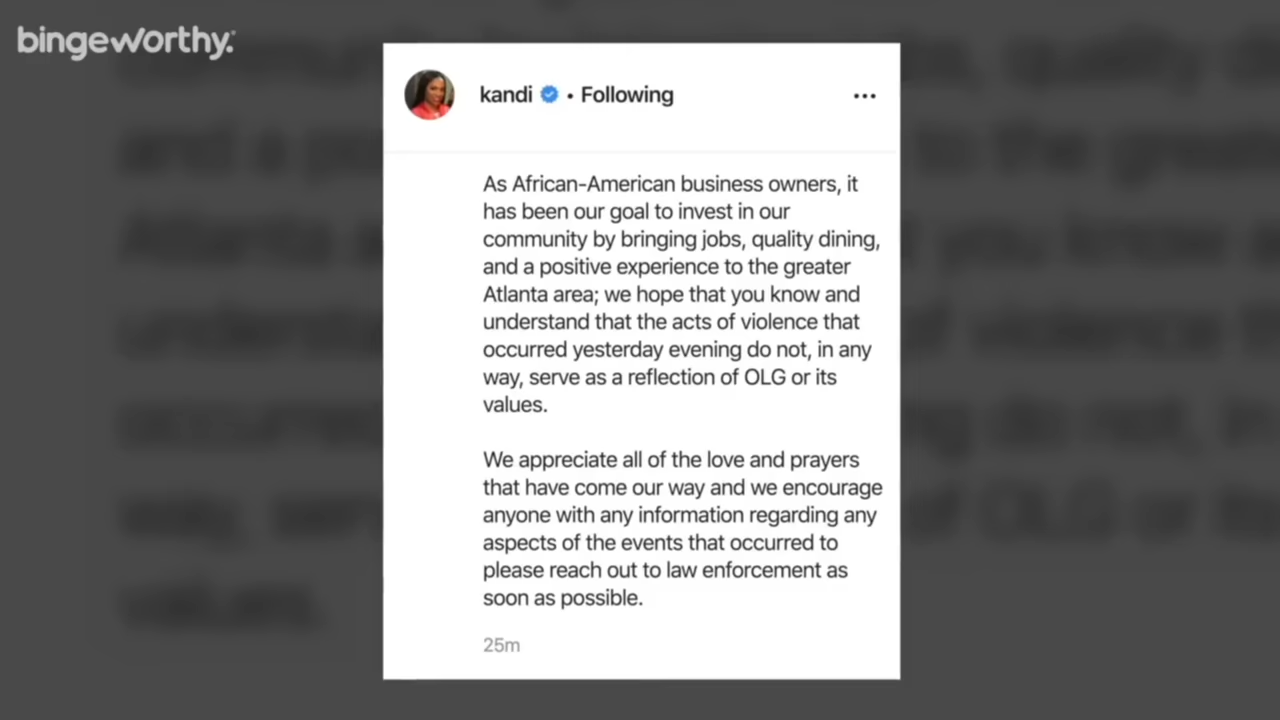 bingeworthy.
kandi • Following
As African-American business owners, it
has been our goal to invest in our
community by bringing jobs, quality dining,
and a positive experience to the greater
Atlanta area; we hope that you know and
understand that the acts of violence that
occurred yesterday evening do not, in any
way, serve as a reflection of OLG or its
values.
We appreciate all of the love and prayers
that have come our way and we encourage
anyone with any information regarding any
aspects of the events that occurred to
please reach out to law enforcement as
soon as possible.
25m